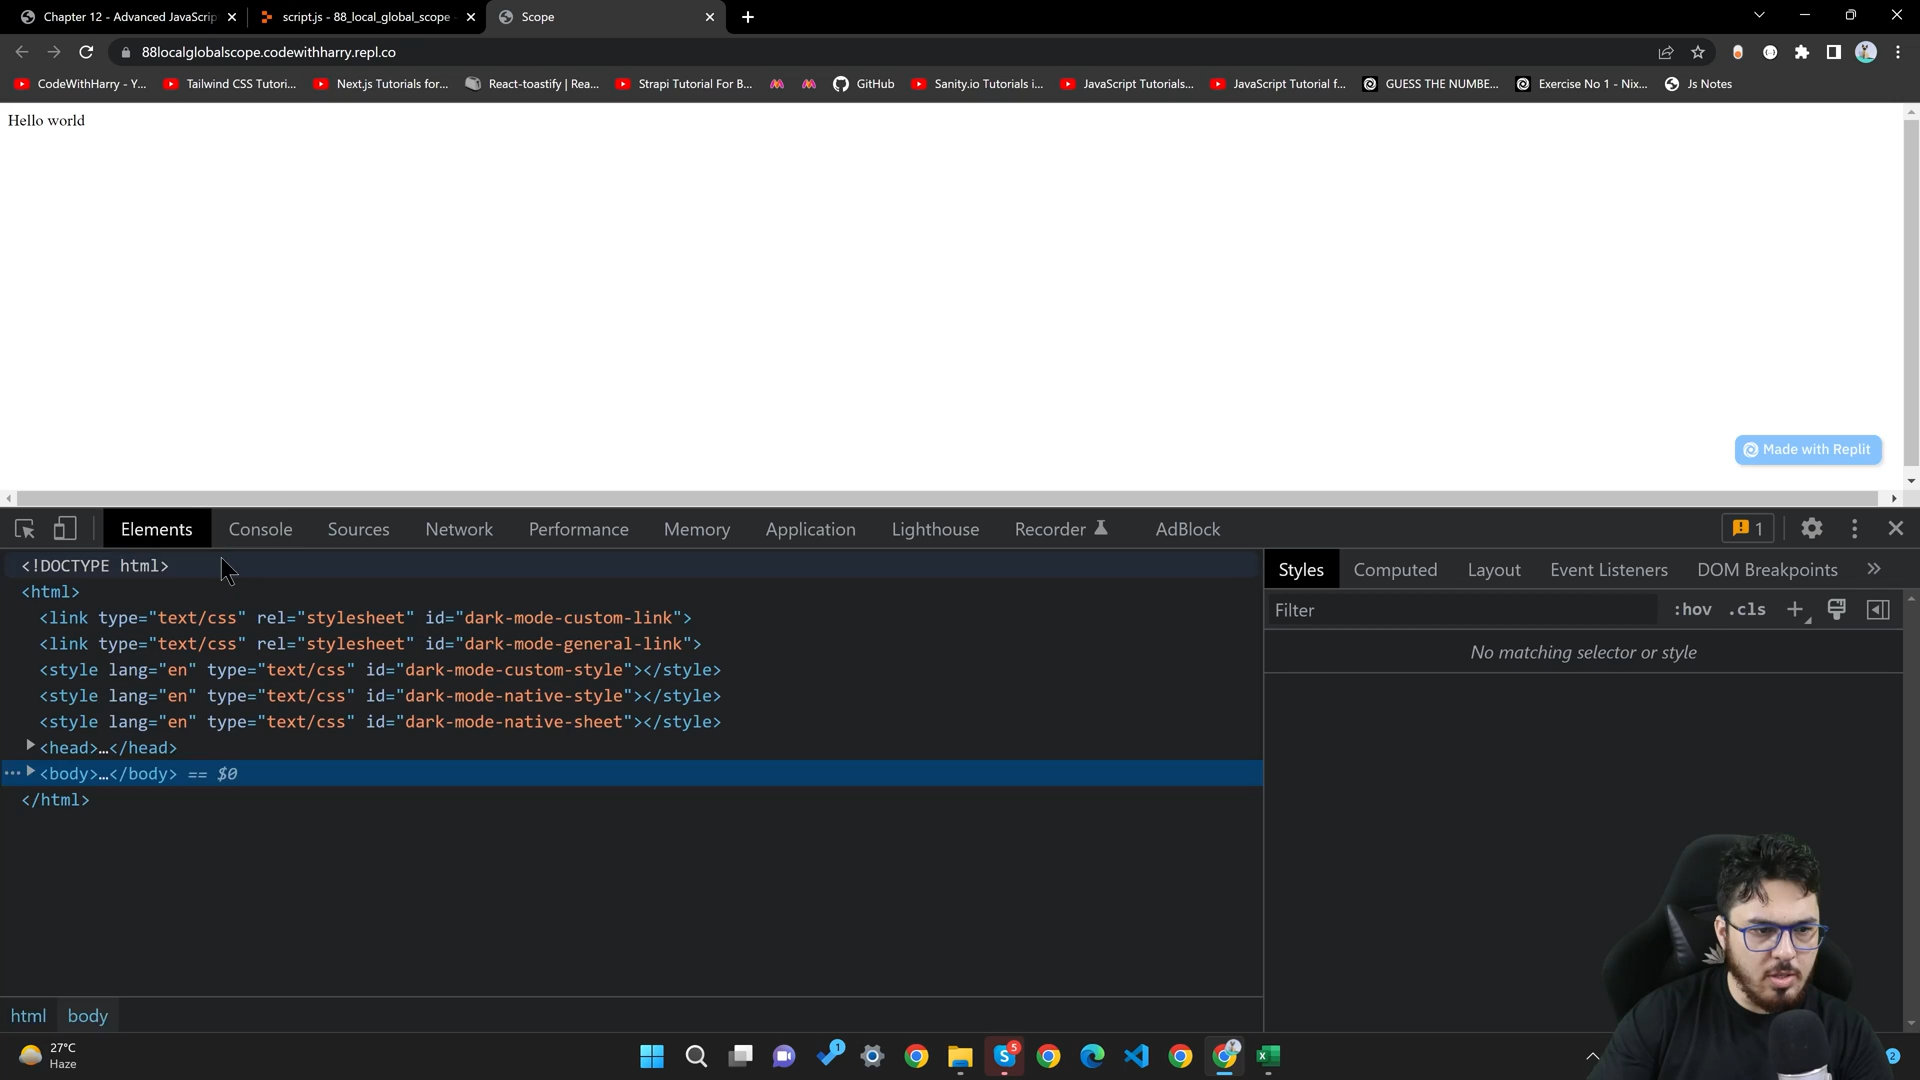 Chapter 12 - Advanced JavaScrip
script.js - 88_local_global_scope
Scope
88localglobalscope.codewithharry.repl.co
CodeWithHarry - Y...
Tailwind CSS Tutori...
Next.js Tutorials for...
React-toastify | Rea...
Strapi Tutorial For B...
GitHub
Sanity.io Tutorials i...
JavaScript Tutorials...
JavaScript Tutorial f...
GUESS THE NUMBE...
Exercise No 1 - Nix...
Js Notes
Hello world
Made with Replit
Elements
Console
Sources
Network
Performance
Memory
Application
Lighthouse
Recorder
AdBlock
1
<!DOCTYPE html>
<html>
<link type="text/css" rel="stylesheet" id="dark-mode-custom-link">
<link type="text/css" rel="stylesheet" id="dark-mode-general-link">
<style lang="en" type="text/css" id="dark-mode-custom-style"></style>
<style lang="en" type="text/css" id="dark-mode-native-style"></style>
<style lang="en" type="text/css" id="dark-mode-native-sheet"></style>
<head>…</head>
<body>…</body> == $0
</html>
Styles
Computed
Layout
Event Listeners
DOM Breakpoints
Filter
:hov
.cls
No matching selector or style
html
body
27°C
Haze
1
5
2